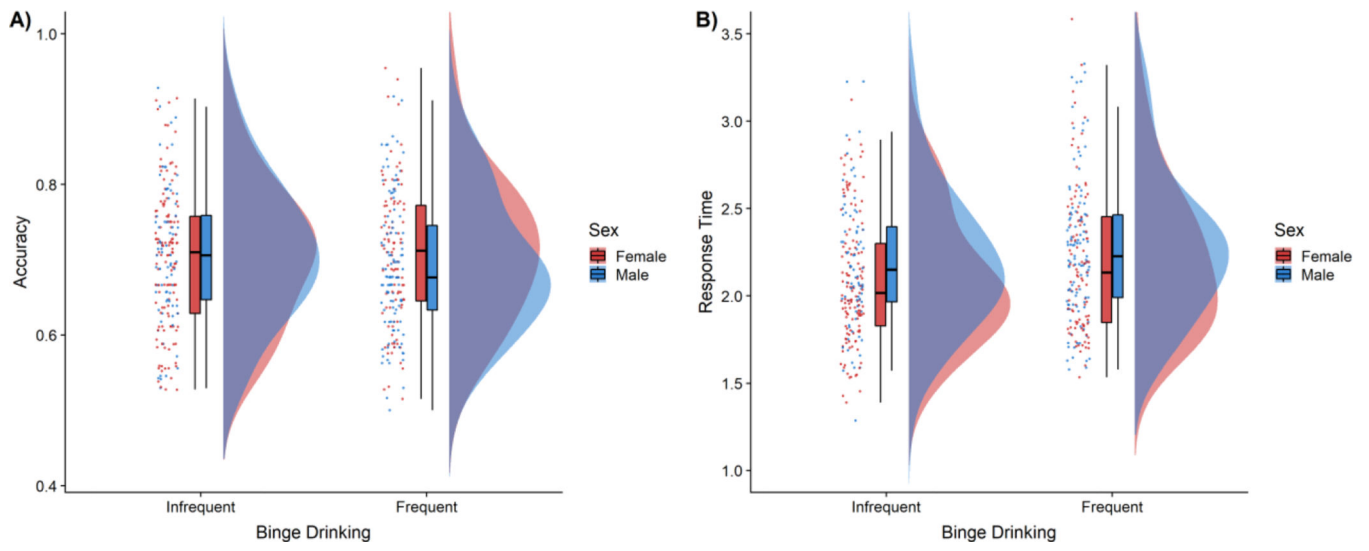 A)
Accuracy
1.0
0.8
0.6
0.4
Infrequent
Frequent
Binge Drinking
Sex
Female
Male
B)
Response Time
3.5
3.0
2.5
2.0
1.5
1.0
Infrequent
Frequent
Binge Drinking
Sex
Female
Male